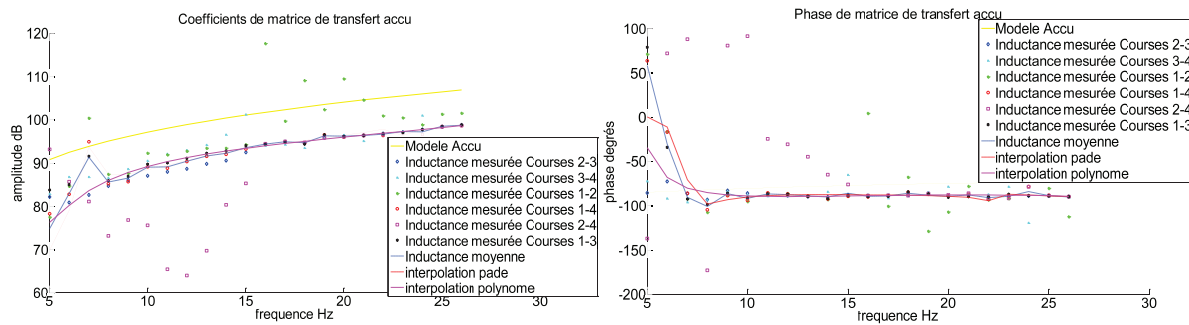 Coefficients de matrice de transfert accu
120
110
100
90
80
70
60
amplitude dB
5
10
15
20
25
30
frequence Hz
Modele Accu
Inductance mesurée Courses 2-3
Inductance mesurée Courses 3-4
Inductance mesurée Courses 1-2
Inductance mesurée Courses 1-4
Inductance mesurée Courses 2-4
Inductance mesurée Courses 1-3
Inductance moyenne
interpolation pade
interpolation polynome
Phase de matrice de transfert accu
100
50
0
-50
-100
-150
-200
phase degrés
5
10
15
20
25
30
frequence Hz
Modele Accu
Inductance mesurée Courses 2-3
Inductance mesurée Courses 3-4
Inductance mesurée Courses 1-2
Inductance mesurée Courses 1-4
Inductance mesurée Courses 2-4
Inductance mesurée Courses 1-3
Inductance moyenne
interpolation pade
interpolation polynome